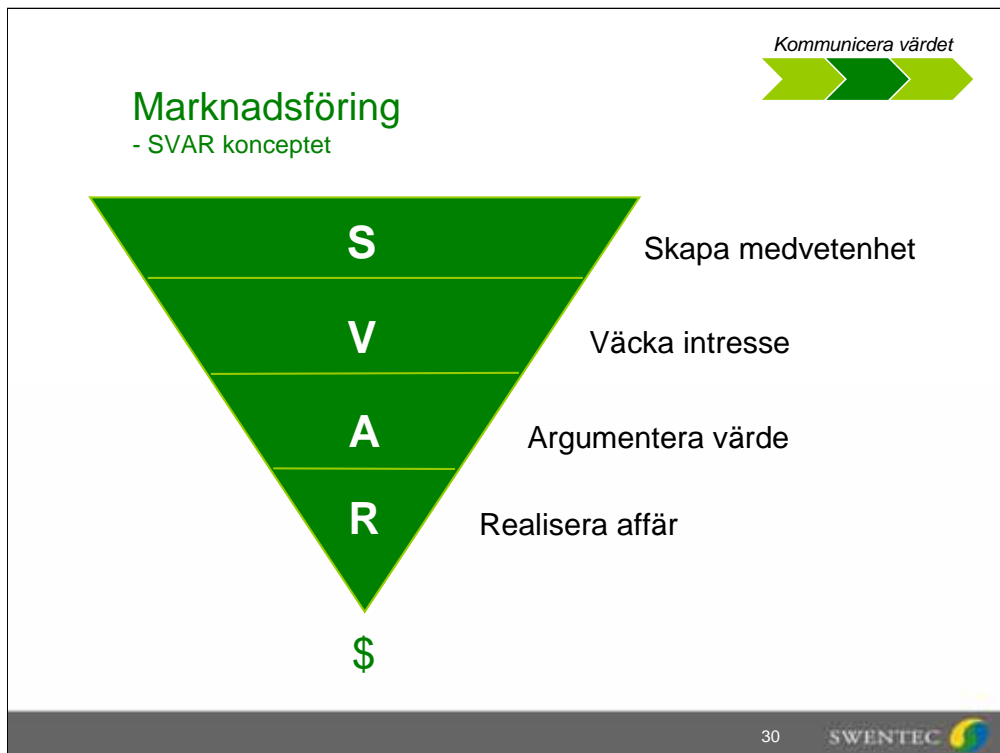 Kommunicera värdet
Marknadsföring
- SVAR konceptet
S
Skapa medvetenhet
V
Väcka intresse
A
Argumentera värde
R
Realisera affär
$
30
SWENTEC